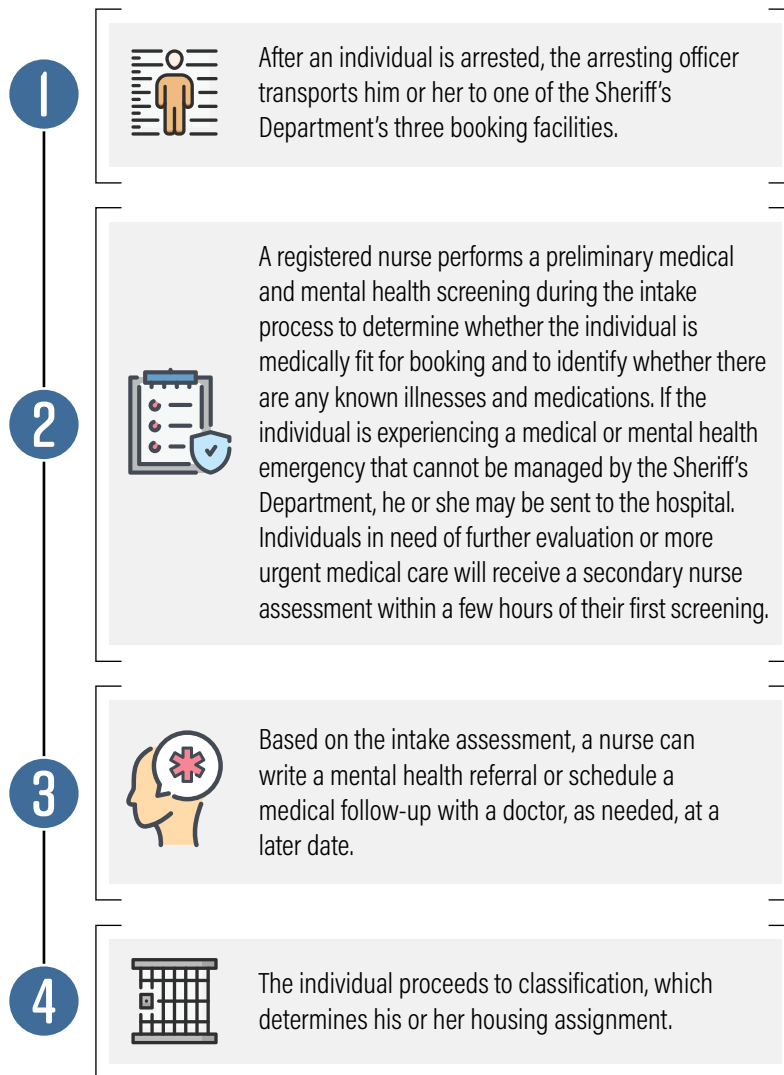 1
After an individual is arrested, the arresting officer
transports him or her to one of the Sheriff’s
Department’s three booking facilities.
2
A registered nurse performs a preliminary medical
and mental health screening during the intake
process to determine whether the individual is
medically fit for booking and to identify whether there
are any known illnesses and medications. If the
individual is experiencing a medical or mental health
emergency that cannot be managed by the Sheriff’s
Department, he or she may be sent to the hospital.
Individuals in need of further evaluation or more
urgent medical care will receive a secondary nurse
assessment within a few hours of their first screening.
3
Based on the intake assessment, a nurse can
write a mental health referral or schedule a
medical follow-up with a doctor, as needed, at a
later date.
4
The individual proceeds to classification, which
determines his or her housing assignment.